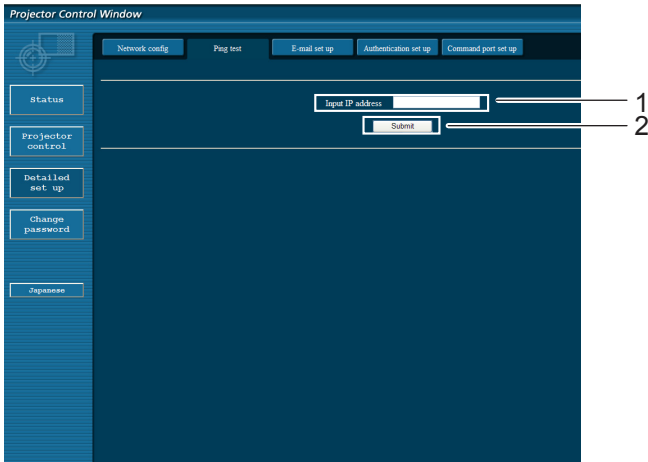 Projector Control Window
Network config
Ping test
E-mail set up
Authentication set up
Command port set up
Status
Projector
control
Detailed
set up
Change
password
Japanese
Input IP address
1
Submit
2